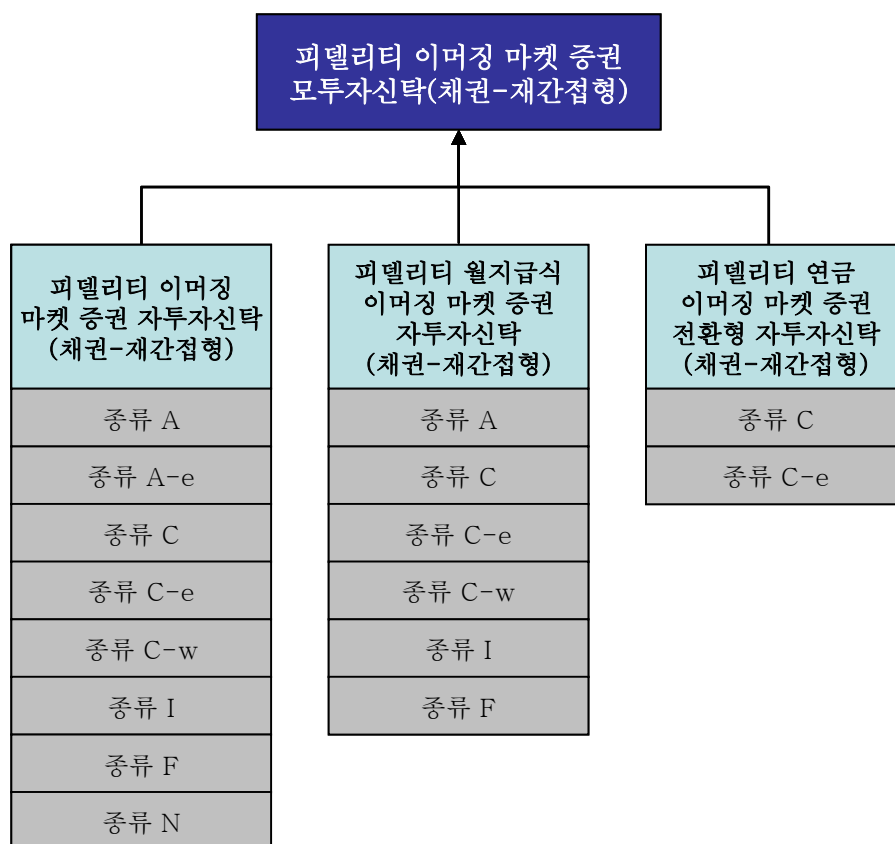 피델리티 이머징 마켓 증권
모투자신탁(채권-재간접형)
피델리티 이머징
마켓 증권 자투자신탁
(채권-재간접형)
종류 A
종류 A-e
종류 C
종류 C-e
종류 C-w
종류 I
종류 F
종류 N
피델리티 월지급식
이머징 마켓 증권
자투자신탁
(채권-재간접형)
종류 A
종류 C
종류 C-e
종류 C-w
종류 I
종류 F
피델리티 연금
이머징 마켓 증권
전환형 자투자신탁
(채권-재간접형)
종류 C
종류 C-e